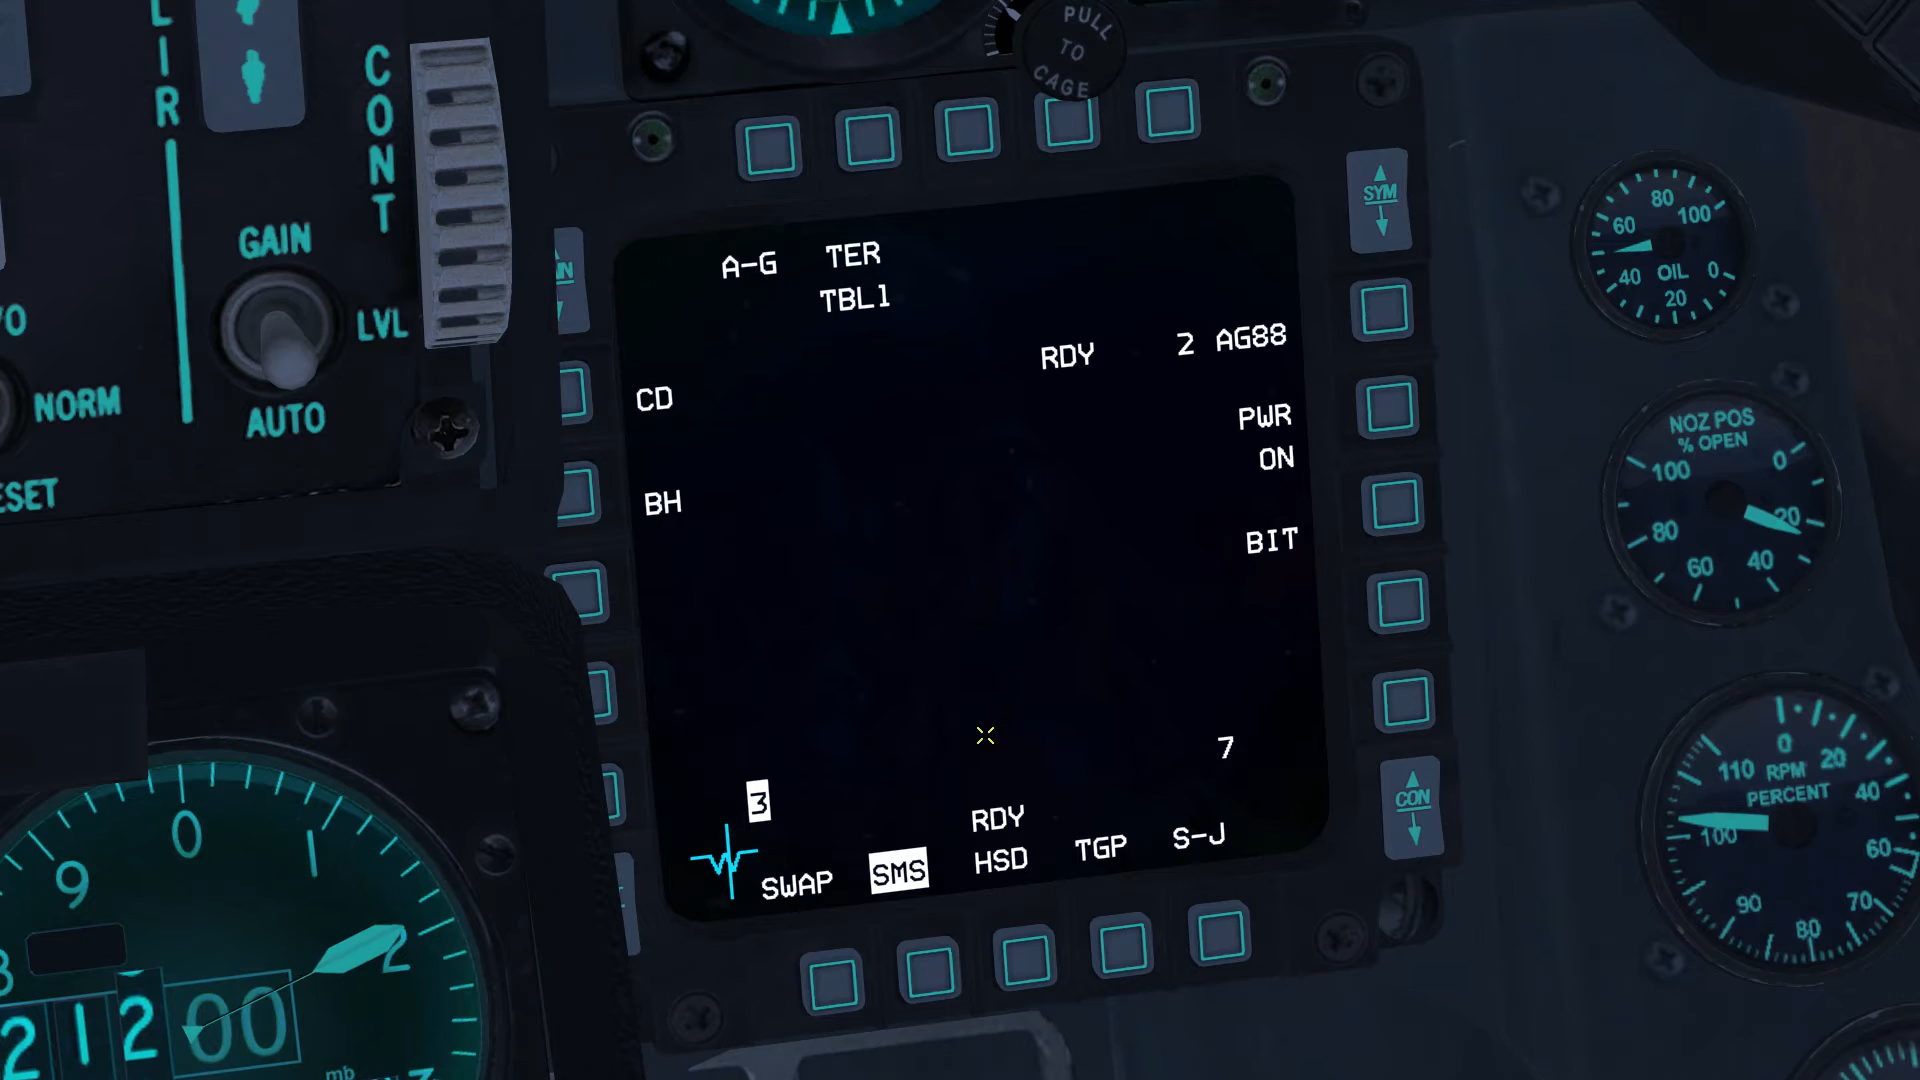 L
I
R
CONT
GAIN
LVL
AUTO
/O
NORM
ESET
PULL
TO
CAGE
SYM
A-G TER
TBL1
RDY 2 AG88
CD
PWR
ON
BH
BIT
7
3
RDY
SWAP SMS HSD TGP S-J
CON
80
60 100
40 OIL 0
20
NOZ POS
% OPEN
100 0
80 20
60 40
0
110 RPM 20
PERCENT 40
100
60
90 70
80
0
9 1
8 2
2 1 2 00
mb
3